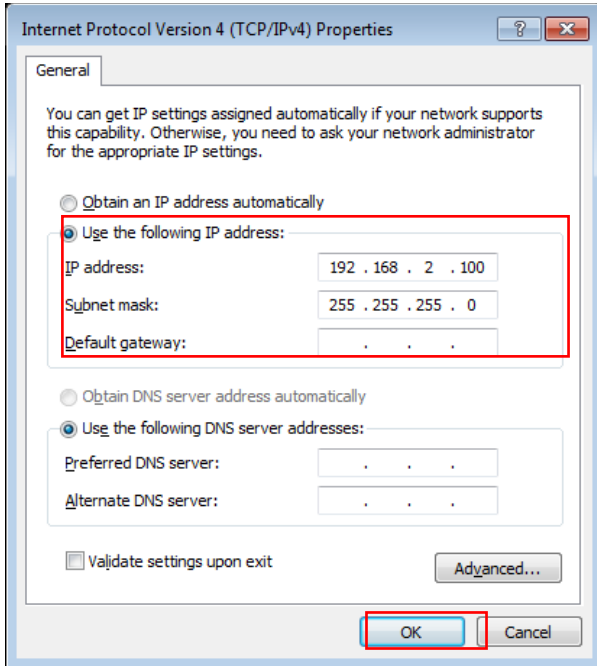 Internet Protocol Version 4 (TCP/IPv4) Properties
General
You can get IP settings assigned automatically if your network supports
this capability. Otherwise, you need to ask your network administrator
for the appropriate IP settings.
Obtain an IP address automatically
Use the following IP address:
IP address: 192 . 168 . 2 . 100
Subnet mask: 255 . 255 . 255 . 0
Default gateway: . . .
Obtain DNS server address automatically
Use the following DNS server addresses:
Preferred DNS server: . . .
Alternate DNS server: . . .
Validate settings upon exit
Advanced...
OK Cancel